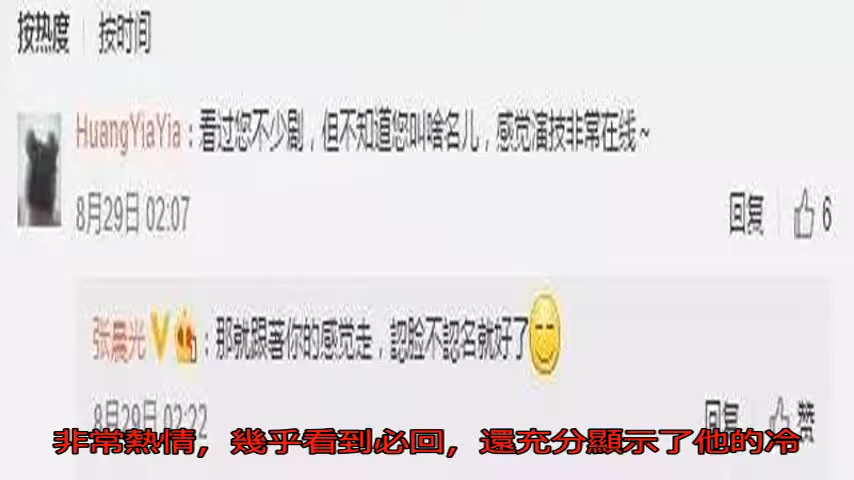 按热度 按时间
HuangYiaYia：看过您不少剧，但不知道您叫啥名儿，感觉演技非常在线~
8月29日 02:07
回复 6
张晨光：那就跟著你的感觉走，認脸不認名就好了
8月29日 02:22
回复 赞
非常熱情，幾乎看到必回，還充分顯示了他的冷